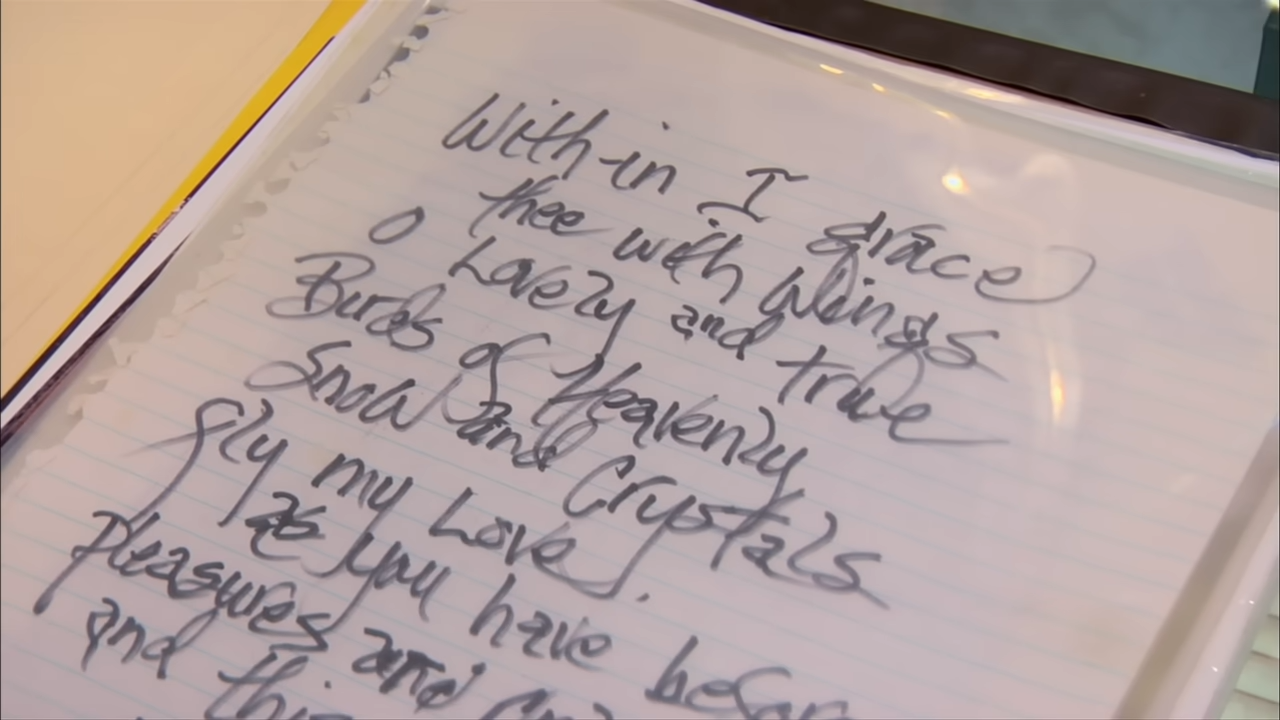 With-in I grace
thee with Wings
O Lovely and true
Birds of Heavenly
Snow and Crystals
fly my Love.
as you have
Pleasures and
and